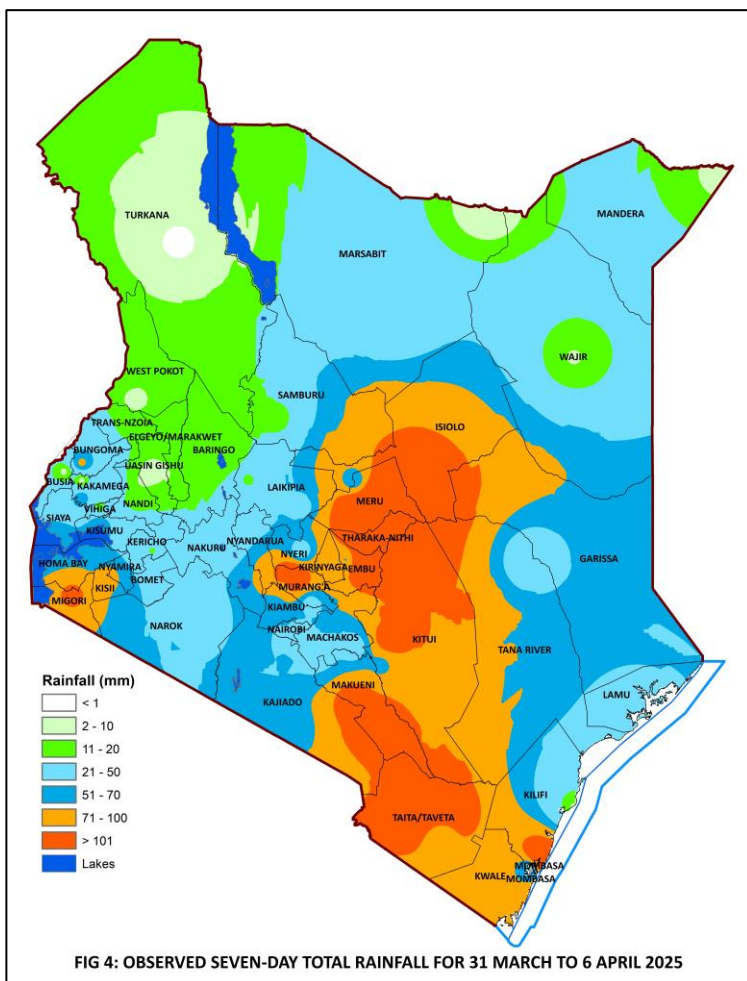 TURKANA
MANDERA
MARSABIT
WAJIR
WEST POKOT
SAMBURU
TRANS-NZOIA
ISIOLO
ELGEYO/MARAKWET
BUNGOMA
BARINGO
UASIN GISHU
BUSIA
KAKAMEGA
LAIKIPIA
MERU
NANDI
VIHIGA
SIAYA
KISUMU
THARAKA-NITHI
KERICHO
NYANDARUA
NAKURU
GARISSA
NYERI
HOMA BAY
NYAMIRA
KIRINYAGA
EMBU
BOMET
KISII
MURANG'A
MIGORI
KIAMBU
NAROK
NAIROBI
MACHAKOS
KITUI
TANA RIVER
Rainfall (mm)
MAKUENI
LAMU
KAJIADO
< 1
2 - 10
11 - 20
21 - 50
KILIFI
51 - 70
TAITA/TAVETA
71 - 100
> 101
Lakes
MOMBASA
KWALE
MOMBASA
FIG 4: OBSERVED SEVEN-DAY TOTAL RAINFALL FOR 31 MARCH TO 6 APRIL 2025